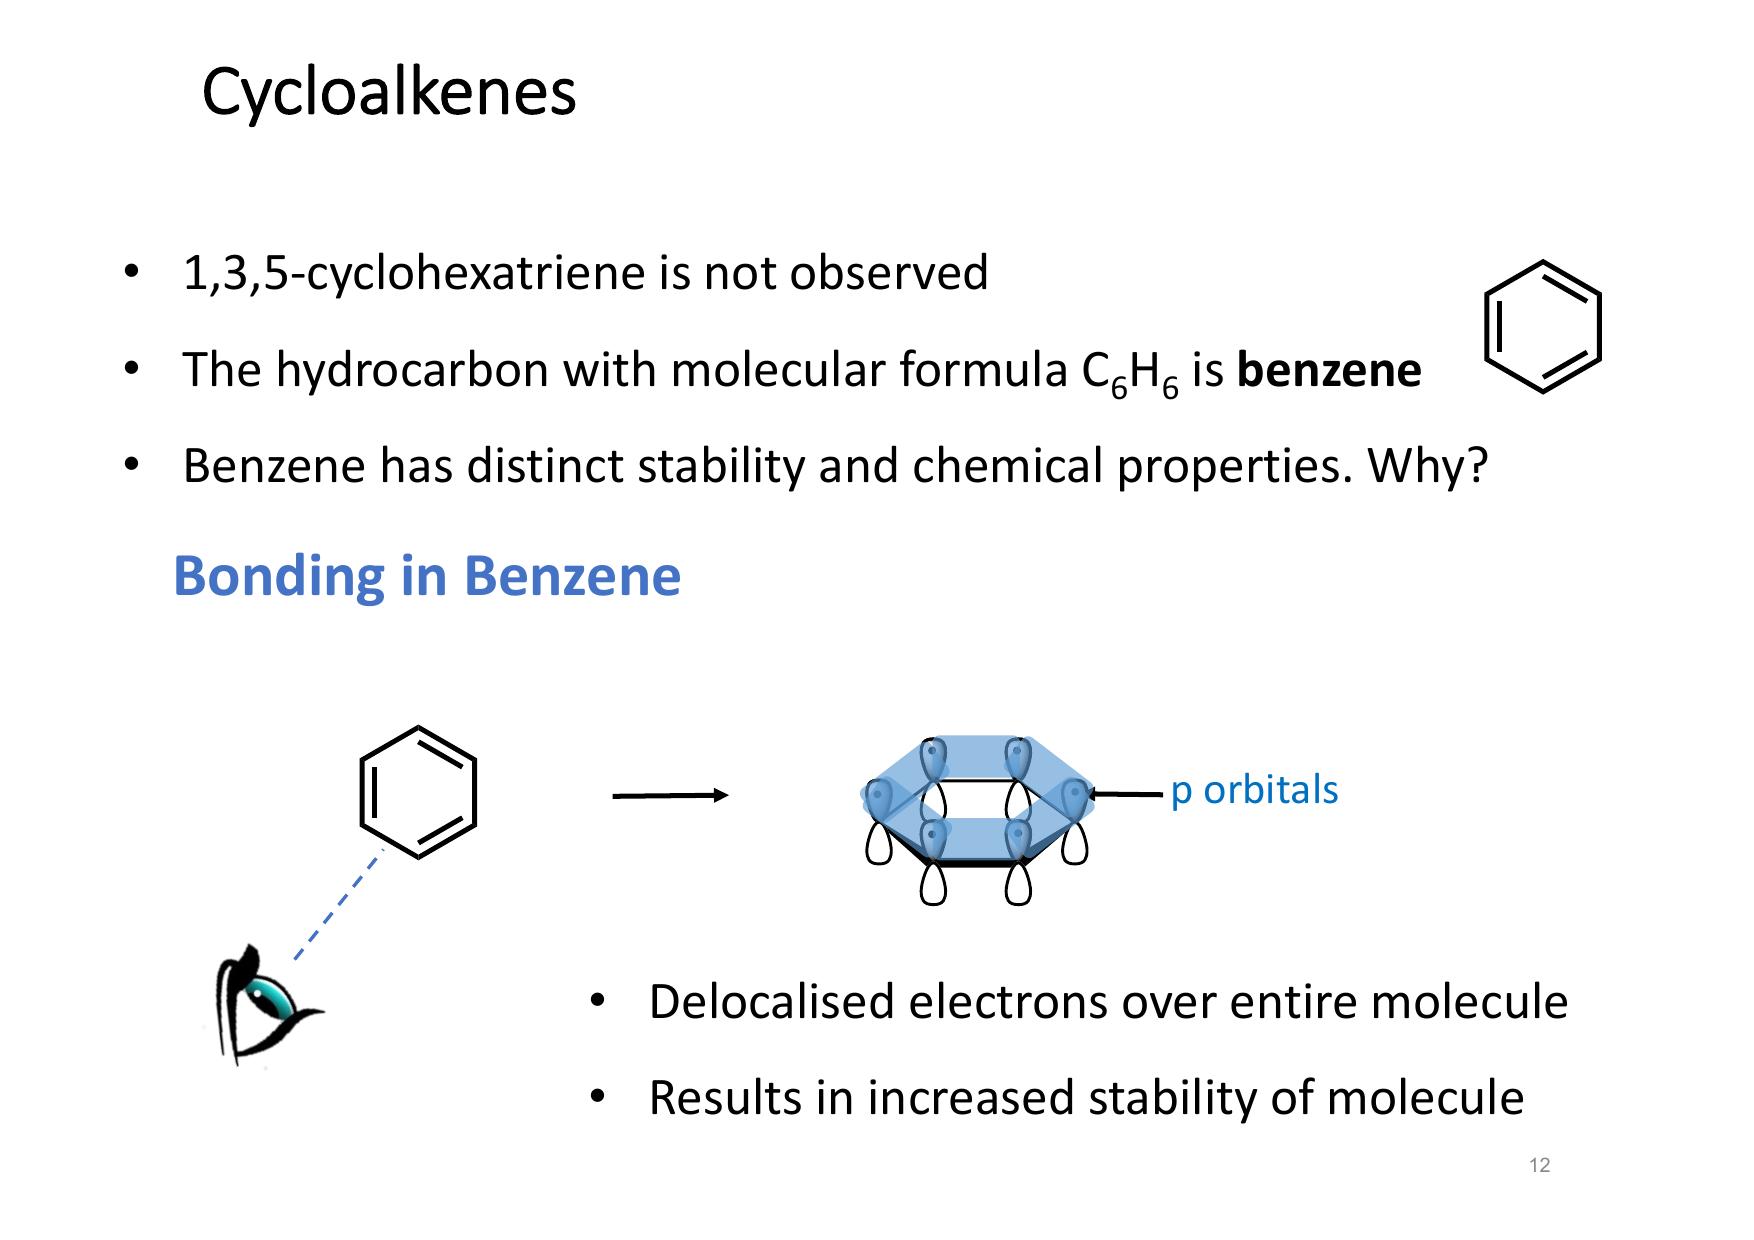 Cycloalkenes
• 1,3,5-cyclohexatriene is not observed
• The hydrocarbon with molecular formula C₆H₆ is benzene
• Benzene has distinct stability and chemical properties. Why?
Bonding in Benzene
p orbitals
• Delocalised electrons over entire molecule
• Results in increased stability of molecule
12